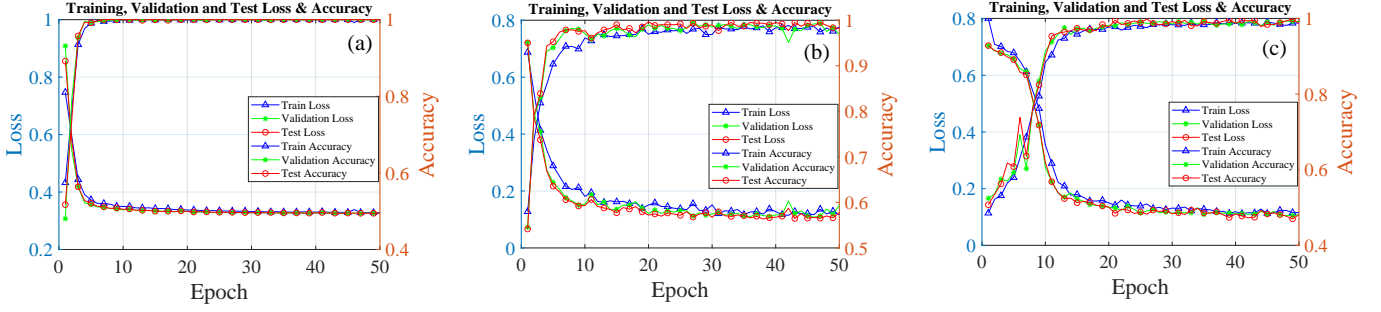 Training, Validation and Test Loss & Accuracy
(a)
1
0.8
0.6
0.4
0.2
Loss
1
0.8
0.6
0.4
Accuracy
Train Loss
Validation Loss
Test Loss
Train Accuracy
Validation Accuracy
Test Accuracy
0 10 20 30 40 50
Epoch
Training, Validation and Test Loss & Accuracy
(b)
0.8
0.6
0.4
0.2
0
Loss
1
0.9
0.8
0.7
0.6
0.5
Accuracy
Train Loss
Validation Loss
Test Loss
Train Accuracy
Validation Accuracy
Test Accuracy
0 10 20 30 40 50
Epoch
Training, Validation and Test Loss & Accuracy
(c)
0.8
0.6
0.4
0.2
0
Loss
1
0.8
0.6
0.4
Accuracy
Train Loss
Validation Loss
Test Loss
Train Accuracy
Validation Accuracy
Test Accuracy
0 10 20 30 40 50
Epoch